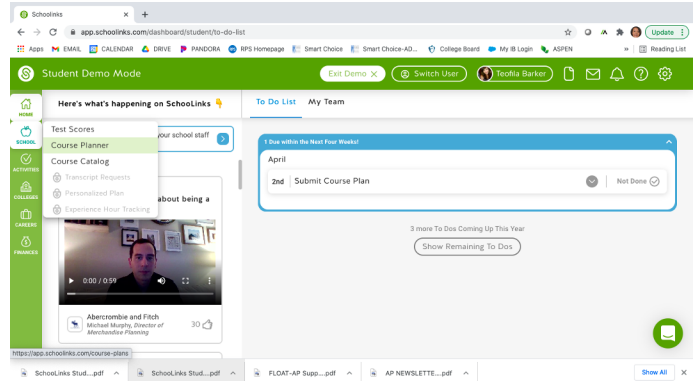 Schoolinks
app.schoolinks.com/dashboard/student/to-do-list
Update
Apps EMAIL CALENDAR DRIVE PANDORA RPS Homepage Smart Choice Smart Choice-AD... College Board My IB Login ASPEN » Reading List
Student Demo Mode
Exit Demo ×
Switch User
Teofila Barker
HOME
SCHOOL
ACTIVITIES
COLLEGES
CAREERS
FINANCES
Here's what's happening on SchooLinks
your school staff
Test Scores
Course Planner
Course Catalog
Transcript Requests
Personalized Plan
Experience Hour Tracking
about being a
0:00 / 0:59
Abercrombie and Fitch
Michael Murphy, Director of
Merchandise Planning
30
To Do List My Team
1 Due within the Next Four Weeks!
April
2nd Submit Course Plan Not Done
3 more To Dos Coming Up This Year
Show Remaining To Dos
https://app.schoolinks.com/course-plans
SchooLinks Stud....pdf SchooLinks Stud....pdf FLOAT-AP Supp....pdf AP NEWSLETTE....pdf Show All